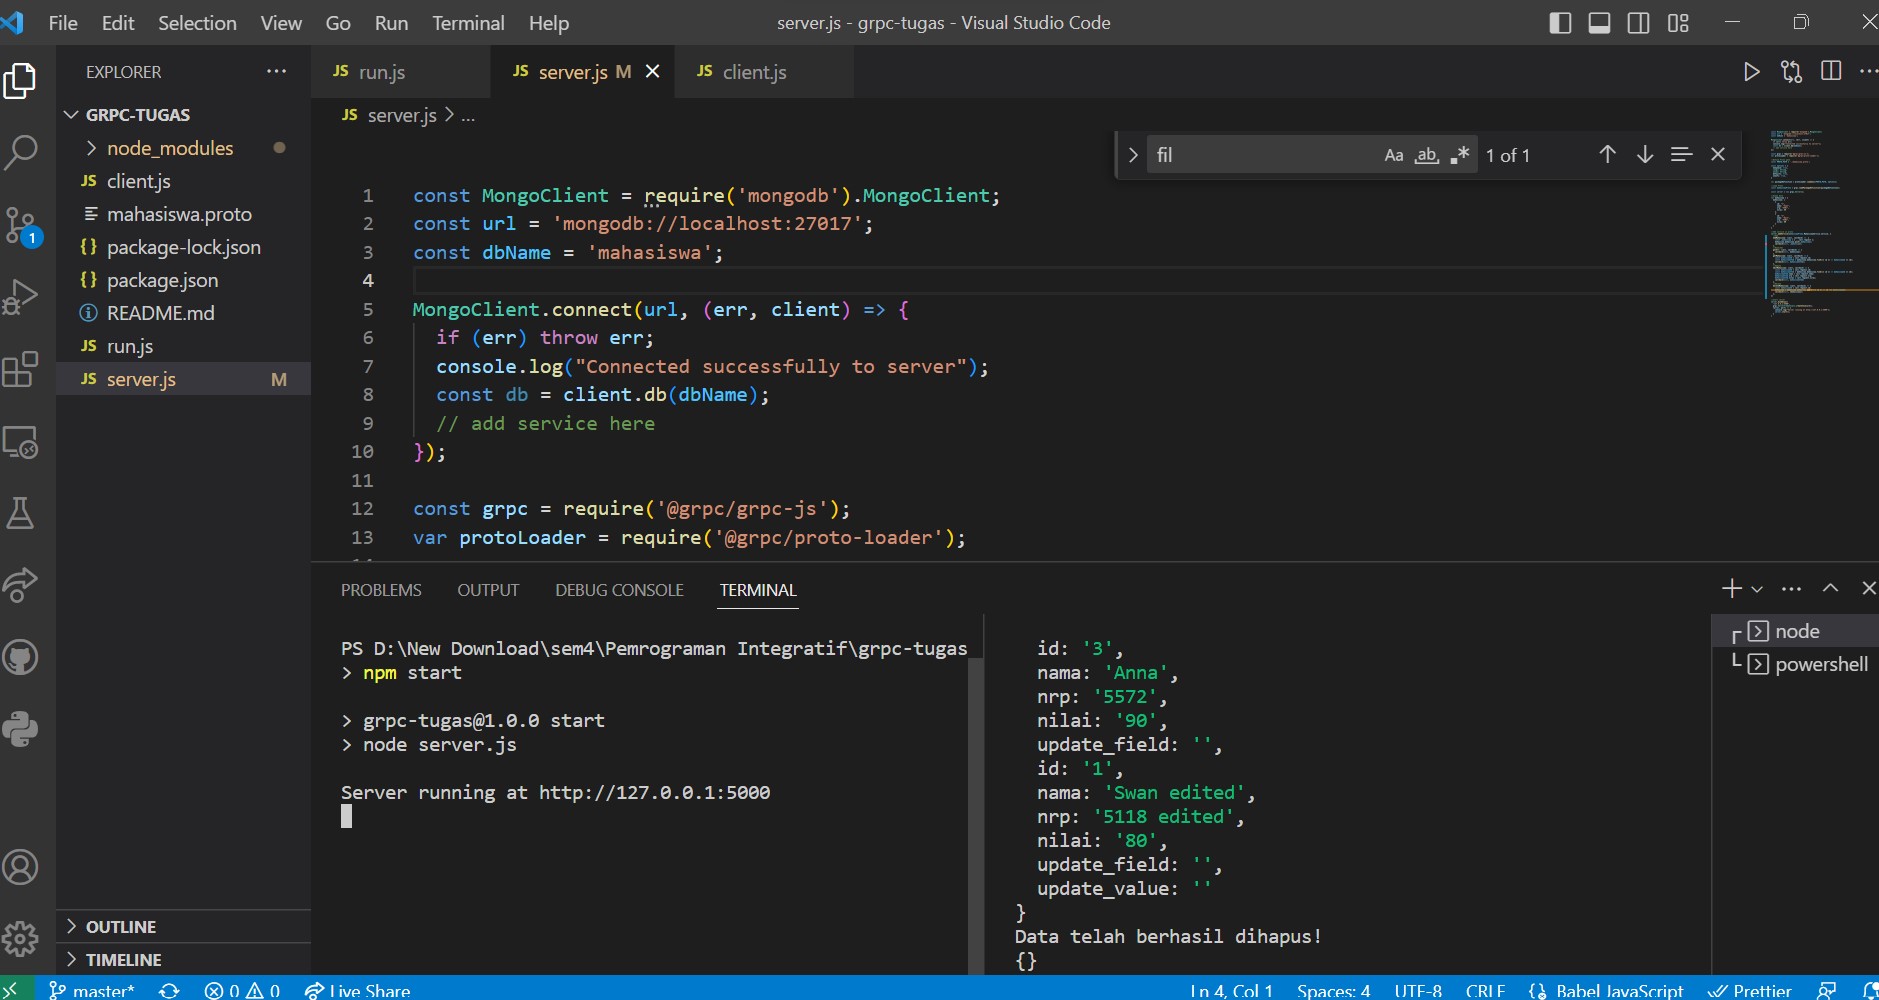 File Edit Selection View Go Run Terminal Help
server.js - grpc-tugas - Visual Studio Code
EXPLORER
GRPC-TUGAS
node_modules
JS client.js
mahasiswa.proto
{} package-lock.json
{} package.json
README.md
JS run.js
JS server.js M
OUTLINE
TIMELINE
1
JS run.js
JS server.js M
JS client.js
JS server.js > ...
fil
Aa ab .* 1 of 1
1 const MongoClient = require('mongodb').MongoClient;
2 const url = 'mongodb://localhost:27017';
3 const dbName = 'mahasiswa';
4
5 MongoClient.connect(url, (err, client) => {
6 if (err) throw err;
7 console.log("Connected successfully to server");
8 const db = client.db(dbName);
9 // add service here
10 });
11
12 const grpc = require('@grpc/grpc-js');
13 var protoLoader = require('@grpc/proto-loader');
PROBLEMS OUTPUT DEBUG CONSOLE TERMINAL
PS D:\New Download\sem4\Pemrograman Integratif\grpc-tugas
> npm start
> grpc-tugas@1.0.0 start
> node server.js
Server running at http://127.0.0.1:5000
id: '3',
nama: 'Anna',
nrp: '5572',
nilai: '90',
update_field: '',
id: '1',
nama: 'Swan edited',
nrp: '5118 edited',
nilai: '80',
update_field: '',
update_value: ''
}
Data telah berhasil dihapus!
{}
node
powershell
master* 0 0 Live Share
Ln 4, Col 1 Spaces: 4 UTF-8 CRLF {} Babel JavaScript Prettier